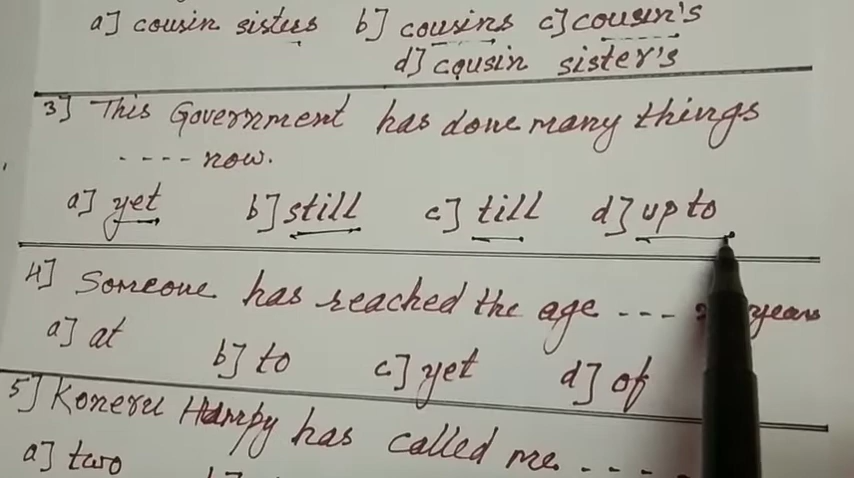 a] cousin sisters b] cousins c] cousin's
d] cousin sister's
3] This Government has done many things
---- now.
a] yet b] still c] till d] up to
4] Someone has reached the age --- years
a] at b] to c] yet d] of
5] Koneru Humpy has called me ----
a] two